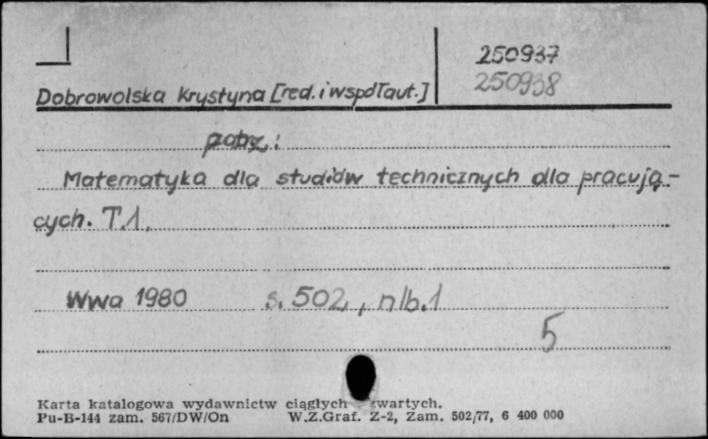 250937
250938
Dobrowolska Krystyna [red. i współaut.]
patrz:
Matematyka dla studiów technicznych dla pracują-
cych. T.1.
Wwa 1980 s. 502, nlb. 1
5
Karta katalogowa wydawnictw ciągłych zwartych.
Pu-B-144 zam. 567/DW/On W.Z.Graf. Z-2, Zam. 502/77, 6 400 000